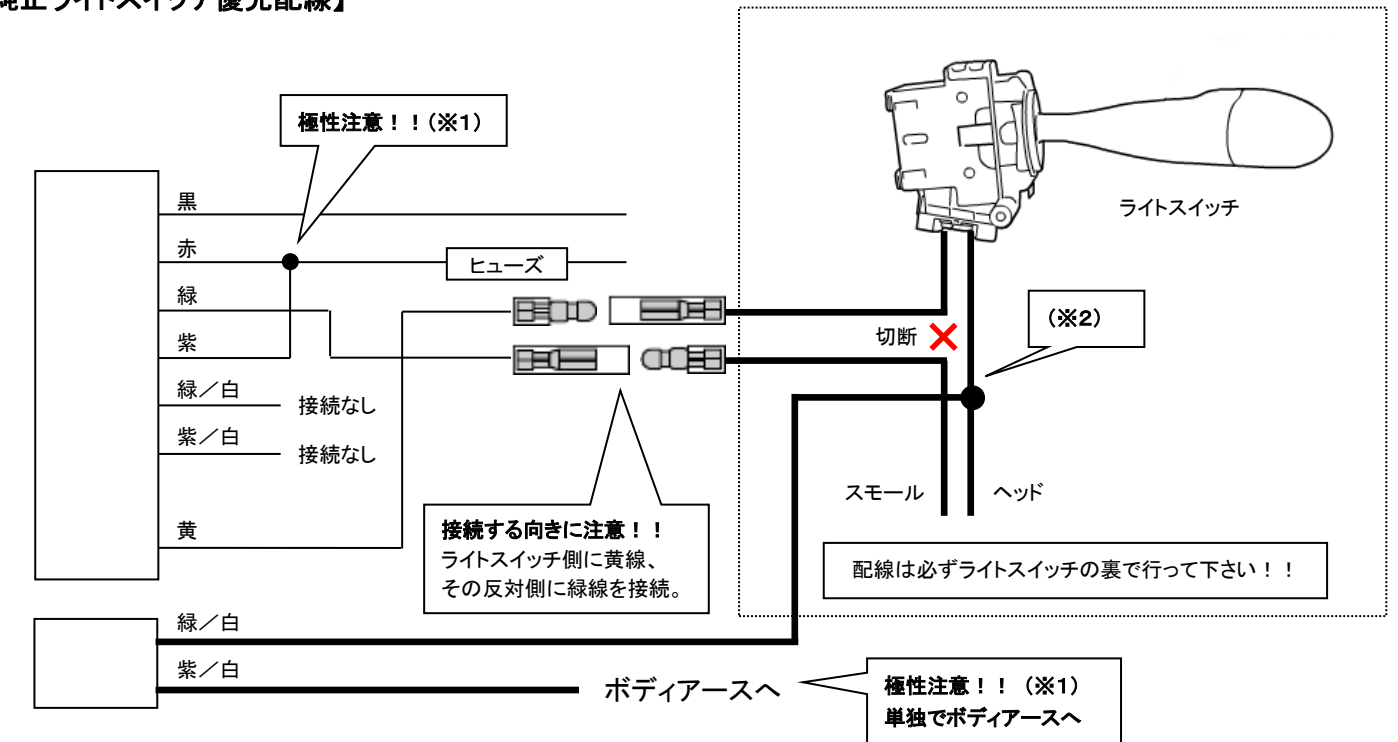 純正ライトスイッチ優先配線】
極性注意！！（※1）
ライトスイッチ
黒
赤
ヒューズ
緑
紫
（※2）
切断
緑／白
接続なし
紫／白
接続なし
スモール
ヘッド
黄
接続する向きに注意！！
ライトスイッチ側に黄線、
その反対側に緑線を接続。
配線は必ずライトスイッチの裏で行って下さい！！
緑／白
紫／白
ボディアースへ
極性注意！！（※1）
単独でボディアースへ